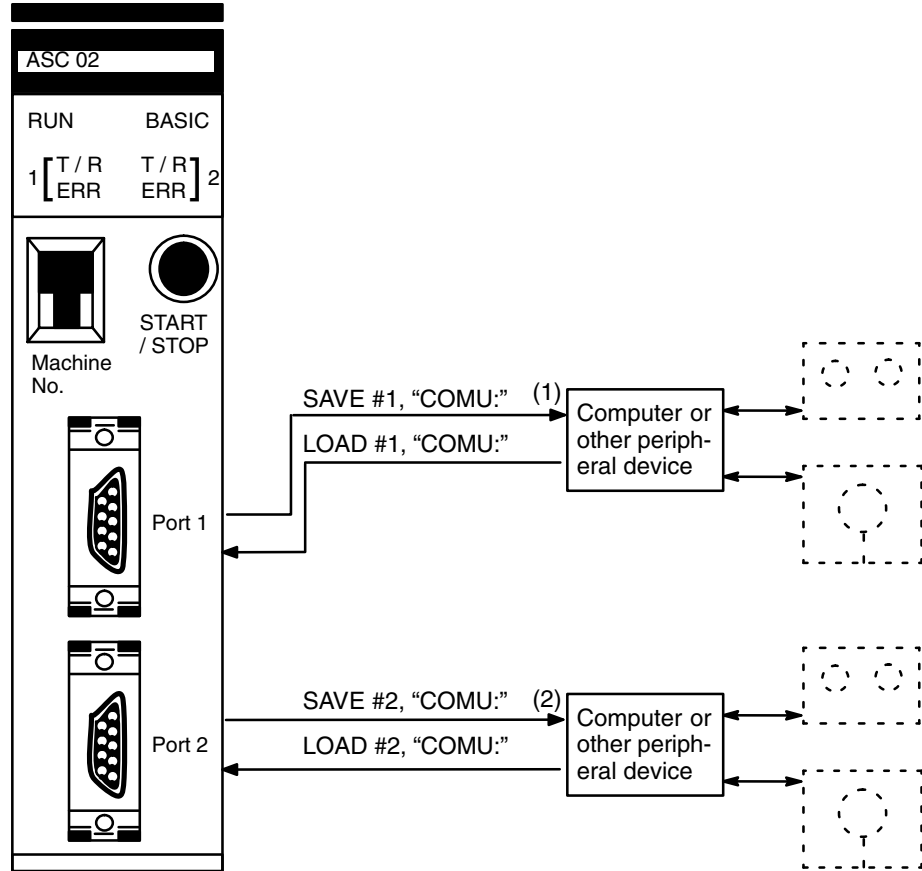 ASC 02
RUN BASIC
1 T / R T / R 2
ERR ERR
START
/ STOP
Machine
No.
SAVE #1, “COMU:” (1)
LOAD #1, “COMU:”
Computer or
other periph-
eral device
Port 1
SAVE #2, “COMU:” (2)
LOAD #2, “COMU:”
Computer or
other periph-
eral device
Port 2